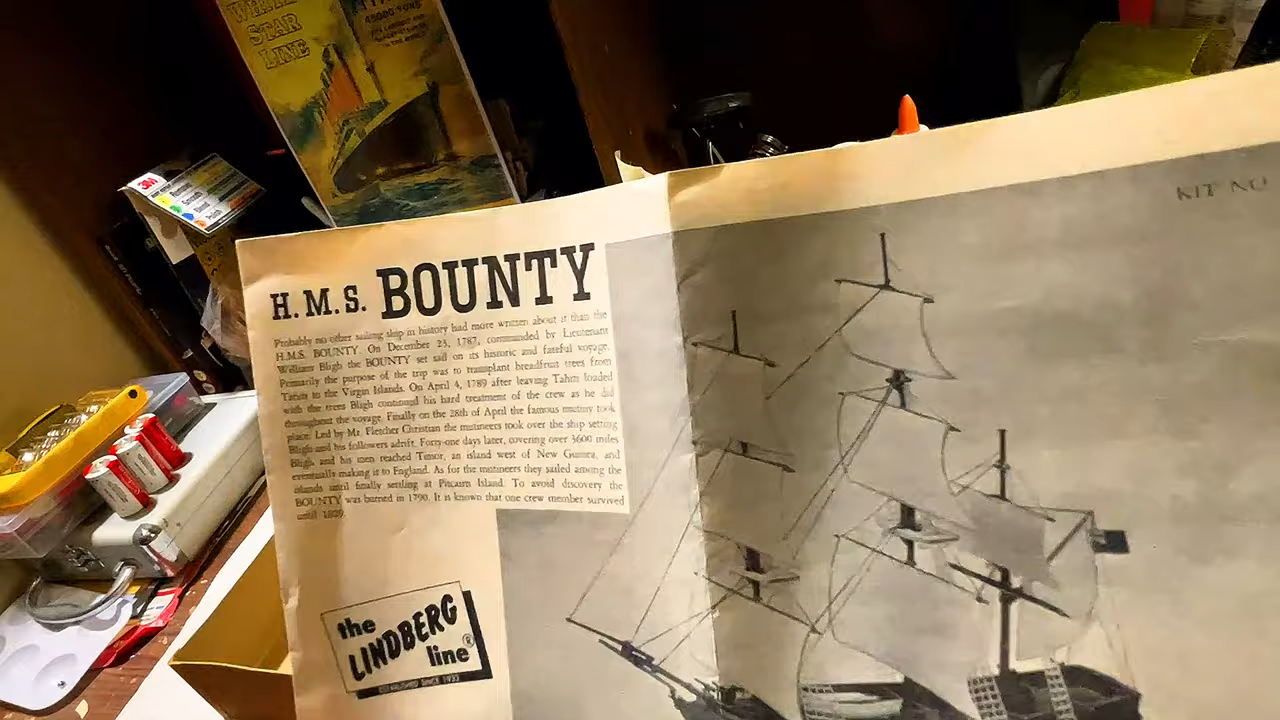 WHITE
STAR
LINE
45000 TONS
3M
KIT NO
H.M.S. BOUNTY
Probably no other sailing ship in history had more written about it than the
H.M.S. BOUNTY. On December 23, 1787, commanded by Lieutenant
William Bligh the BOUNTY set sail on its historic and fateful voyage.
Primarily the purpose of the trip was to transplant breadfruit trees from
Tahiti to the Virgin Islands. On April 4, 1789 after leaving Tahiti loaded
with the trees Bligh continued his hard treatment of the crew as he did
throughout the voyage. Finally on the 28th of April the famous mutiny took
place. Led by Mr. Fletcher Christian the mutineers took over the ship setting
Bligh and his followers adrift. Forty-one days later, covering over 3600 miles
Bligh and his men reached Timor, an island west of New Guinea, and
eventually making it to England. As for the mutineers they sailed among the
islands until finally settling at Pitcairn Island. To avoid discovery the
BOUNTY was burned in 1790. It is known that one crew member survived
until 1809.
the
LINDBERG
line®
ESTABLISHED SINCE 1933